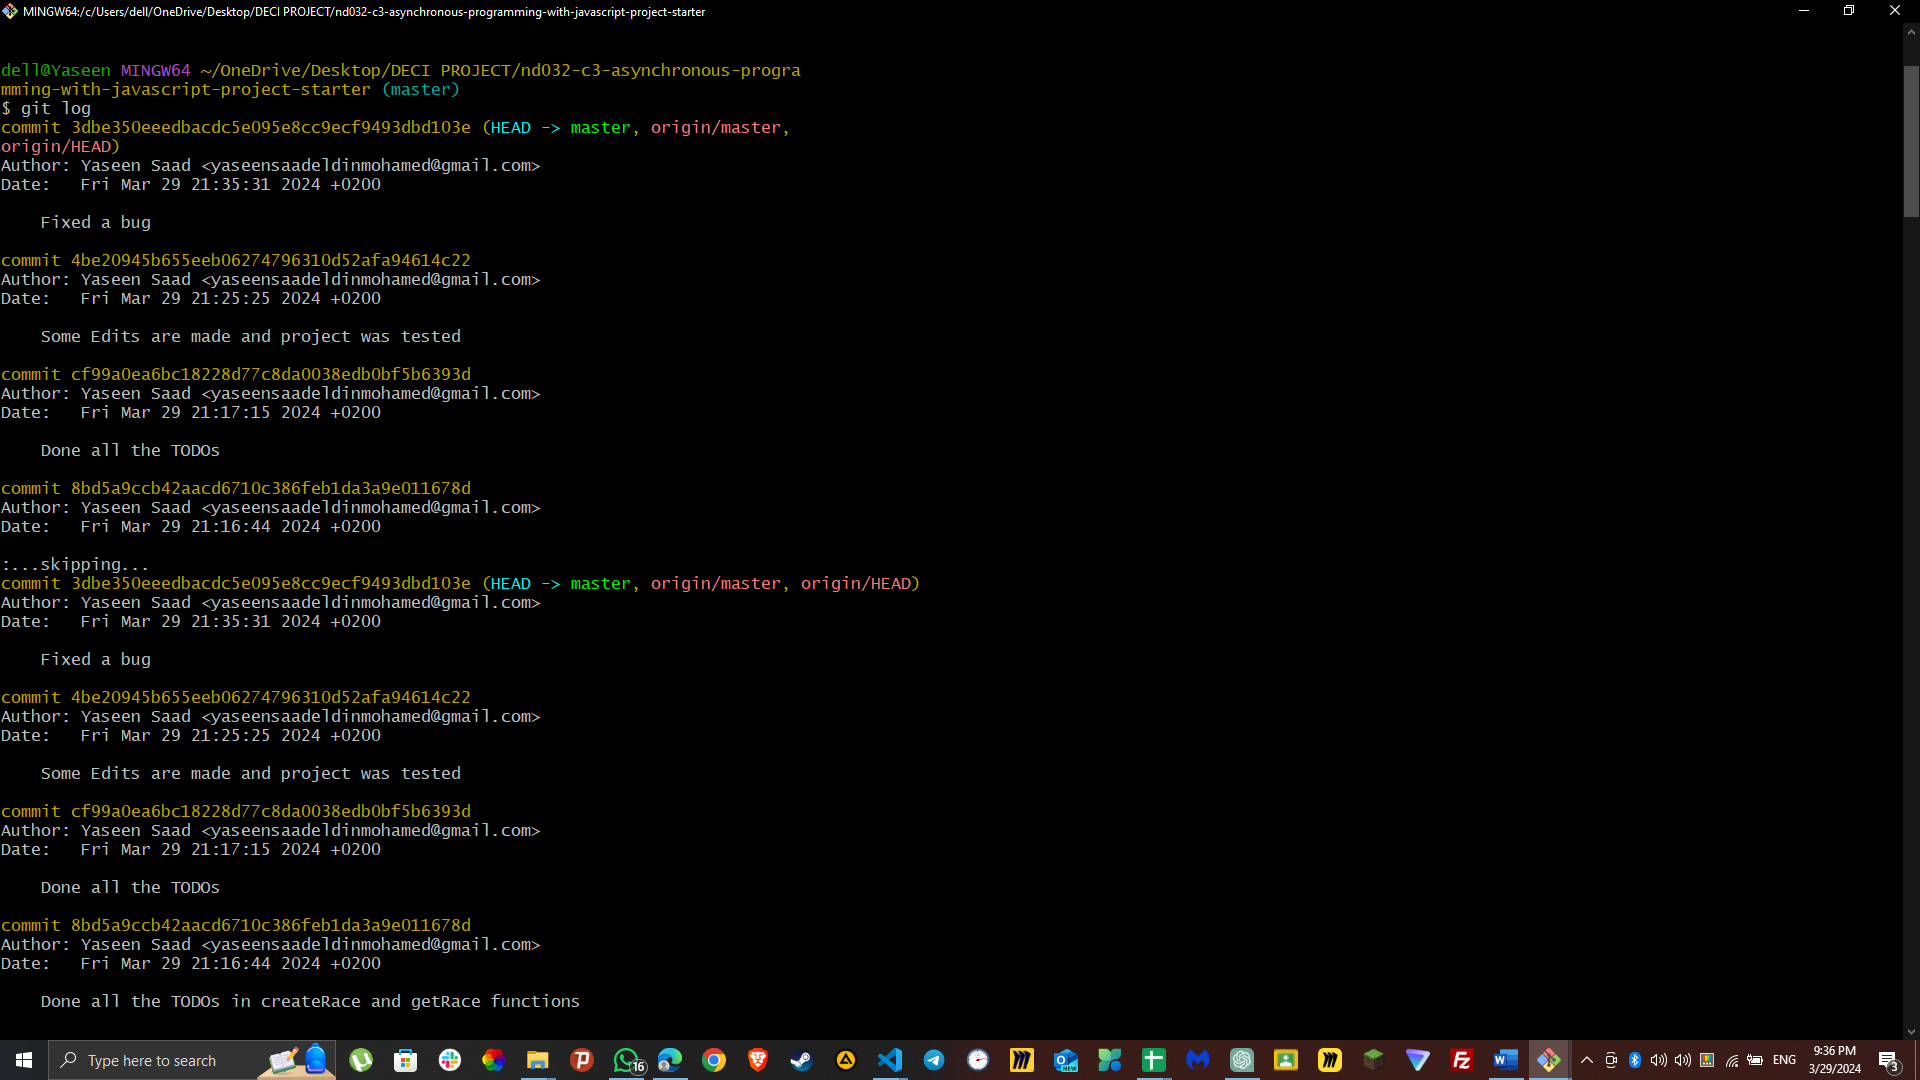 MINGW64:/c/Users/dell/OneDrive/Desktop/DECI PROJECT/nd032-c3-asynchronous-programming-with-javascript-project-starter
dell@Yaseen MINGW64 ~/OneDrive/Desktop/DECI PROJECT/nd032-c3-asynchronous-progra
mming-with-javascript-project-starter (master)
$ git log
commit 3dbe350eeedbacdc5e095e8cc9ecf9493dbd103e (HEAD -> master, origin/master,
origin/HEAD)
Author: Yaseen Saad <yaseensaadeldinmohamed@gmail.com>
Date:   Fri Mar 29 21:35:31 2024 +0200
    Fixed a bug
commit 4be20945b655eeb06274796310d52afa94614c22
Author: Yaseen Saad <yaseensaadeldinmohamed@gmail.com>
Date:   Fri Mar 29 21:25:25 2024 +0200
    Some Edits are made and project was tested
commit cf99a0ea6bc18228d77c8da0038edb0bf5b6393d
Author: Yaseen Saad <yaseensaadeldinmohamed@gmail.com>
Date:   Fri Mar 29 21:17:15 2024 +0200
    Done all the TODOs
commit 8bd5a9ccb42aacd6710c386feb1da3a9e011678d
Author: Yaseen Saad <yaseensaadeldinmohamed@gmail.com>
Date:   Fri Mar 29 21:16:44 2024 +0200
:...skipping...
commit 3dbe350eeedbacdc5e095e8cc9ecf9493dbd103e (HEAD -> master, origin/master, origin/HEAD)
Author: Yaseen Saad <yaseensaadeldinmohamed@gmail.com>
Date:   Fri Mar 29 21:35:31 2024 +0200
    Fixed a bug
commit 4be20945b655eeb06274796310d52afa94614c22
Author: Yaseen Saad <yaseensaadeldinmohamed@gmail.com>
Date:   Fri Mar 29 21:25:25 2024 +0200
    Some Edits are made and project was tested
commit cf99a0ea6bc18228d77c8da0038edb0bf5b6393d
Author: Yaseen Saad <yaseensaadeldinmohamed@gmail.com>
Date:   Fri Mar 29 21:17:15 2024 +0200
    Done all the TODOs
commit 8bd5a9ccb42aacd6710c386feb1da3a9e011678d
Author: Yaseen Saad <yaseensaadeldinmohamed@gmail.com>
Date:   Fri Mar 29 21:16:44 2024 +0200
    Done all the TODOs in createRace and getRace functions
Type here to search
16
NEW
ENG
9:36 PM
3/29/2024
3